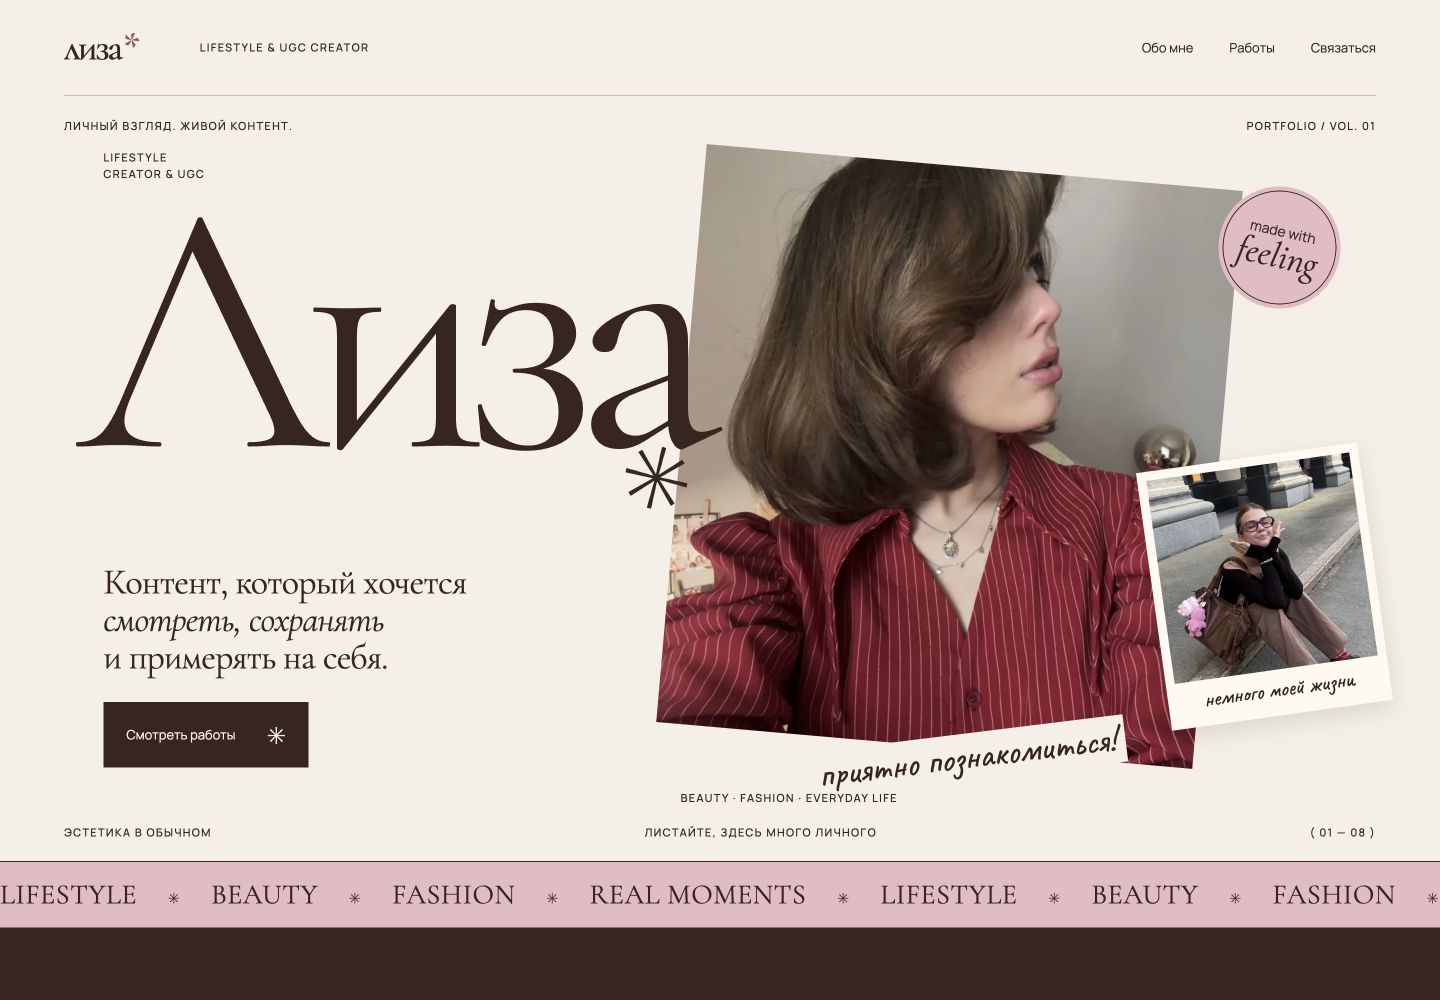 лиза
LIFESTYLE & UGC CREATOR
Обо мне
Работы
Связаться
ЛИЧНЫЙ ВЗГЛЯД. ЖИВОЙ КОНТЕНТ.
PORTFOLIO / VOL. 01
LIFESTYLE
CREATOR & UGC
Лиза
made with
feeling
Контент, который хочется
смотреть, сохранять
и примерять на себя.
Смотреть работы
немного моей жизни
приятно познакомиться!
BEAUTY · FASHION · EVERYDAY LIFE
ЭСТЕТИКА В ОБЫЧНОМ
ЛИСТАЙТЕ, ЗДЕСЬ МНОГО ЛИЧНОГО
( 01 — 08 )
LIFESTYLE * BEAUTY * FASHION * REAL MOMENTS * LIFESTYLE * BEAUTY * FASHION *